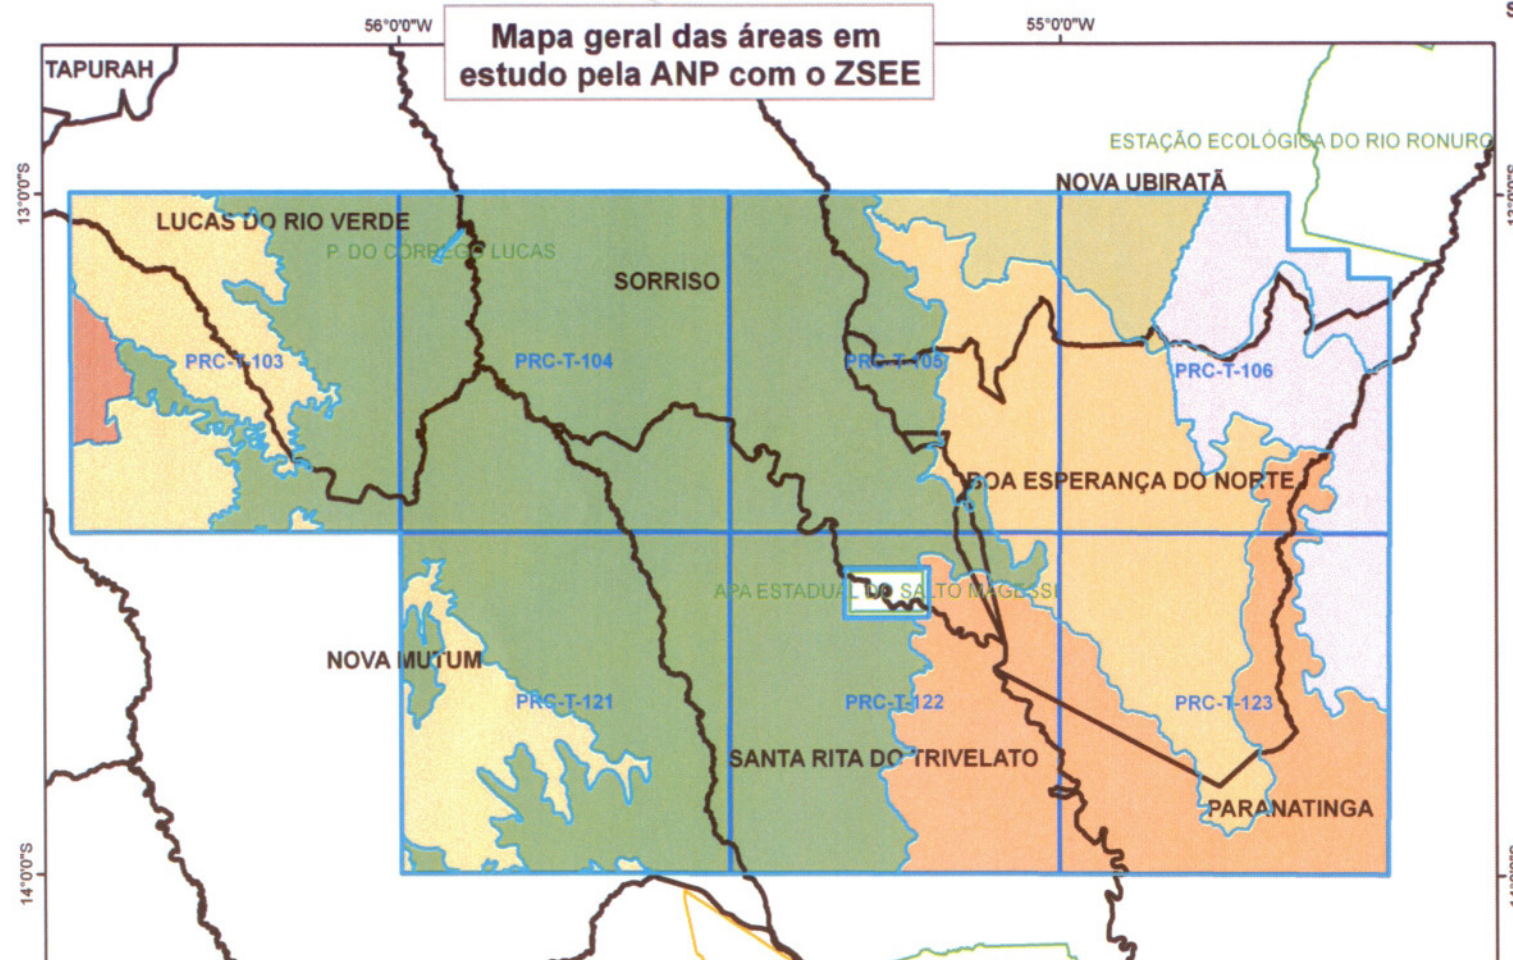 56°0'0"W
55°0'0"W
Mapa geral das áreas em
estudo pela ANP com o ZSEE
TAPURAH
ESTAÇÃO ECOLÓGICA DO RIO RONURO
13°0'0"S
NOVA UBIRATÃ
LUCAS DO RIO VERDE
P. DO CÓRREGO LUCAS
SORRISO
PRC-T-103
PRC-T-104
PRC-T-105
PRC-T-106
BOA ESPERANÇA DO NORTE
APA ESTADUAL DO SALTO MAGESSI
NOVA MUTUM
PRC-T-121
PRC-T-122
PRC-T-123
SANTA RITA DO TRIVELATO
PARANATINGA
14°0'0"S